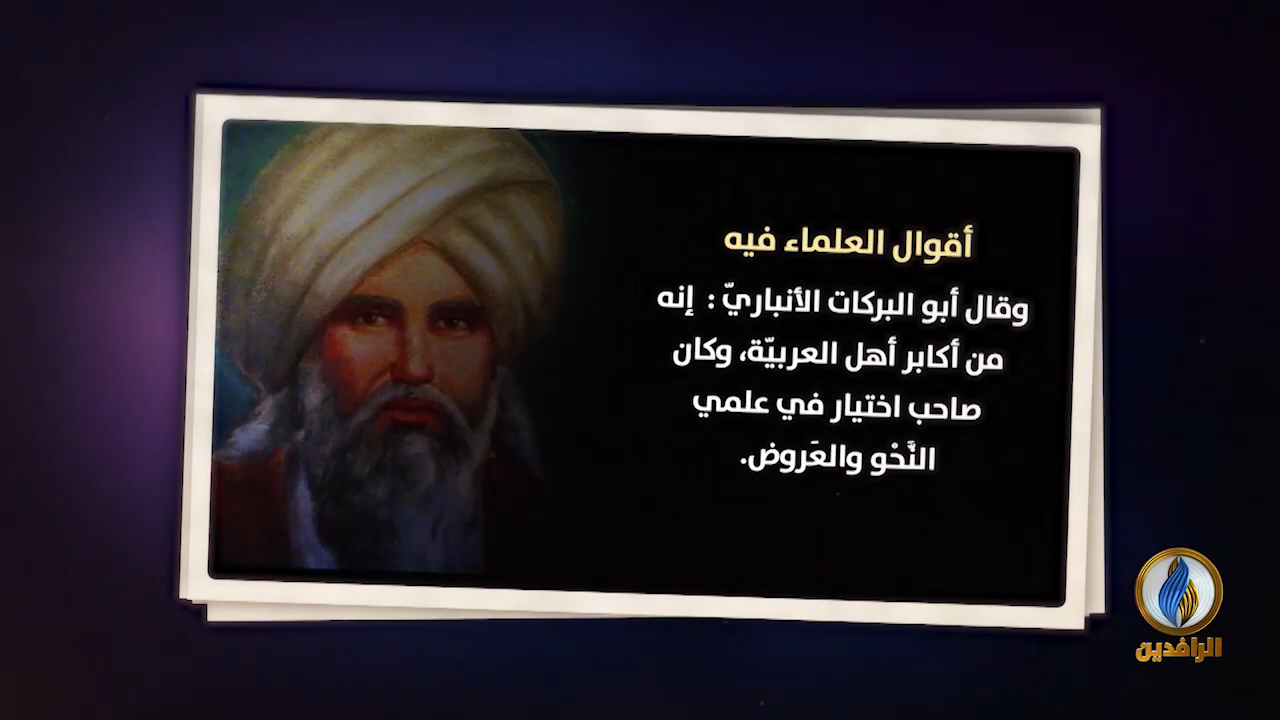 أقوال العلماء فيه
وقال أبو البركات الأنباريّ : إنه
من أكابر أهل العربيّة، وكان
صاحب اختيار في علمي
النَّحْو والعَروض.
الرافدين